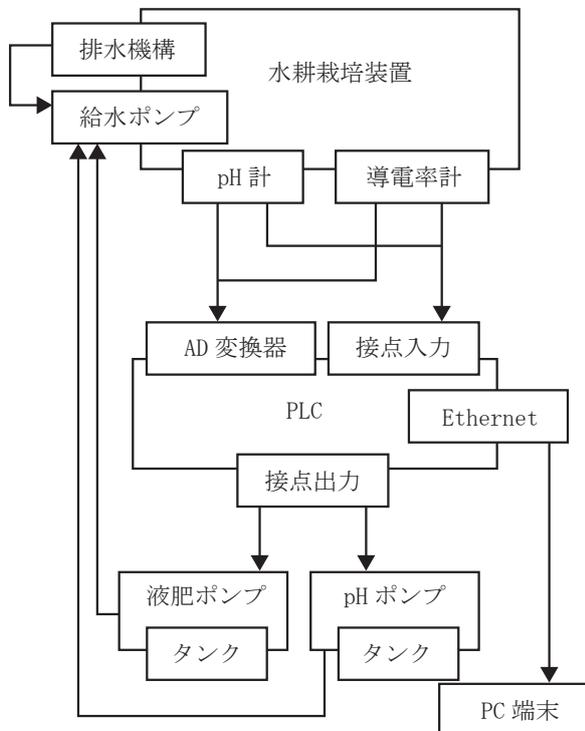 排水機構
水耕栽培装置
給水ポンプ
pH 計
導電率計
AD 変換器
接点入力
PLC
Ethernet
接点出力
液肥ポンプ
pH ポンプ
タンク
タンク
PC 端末